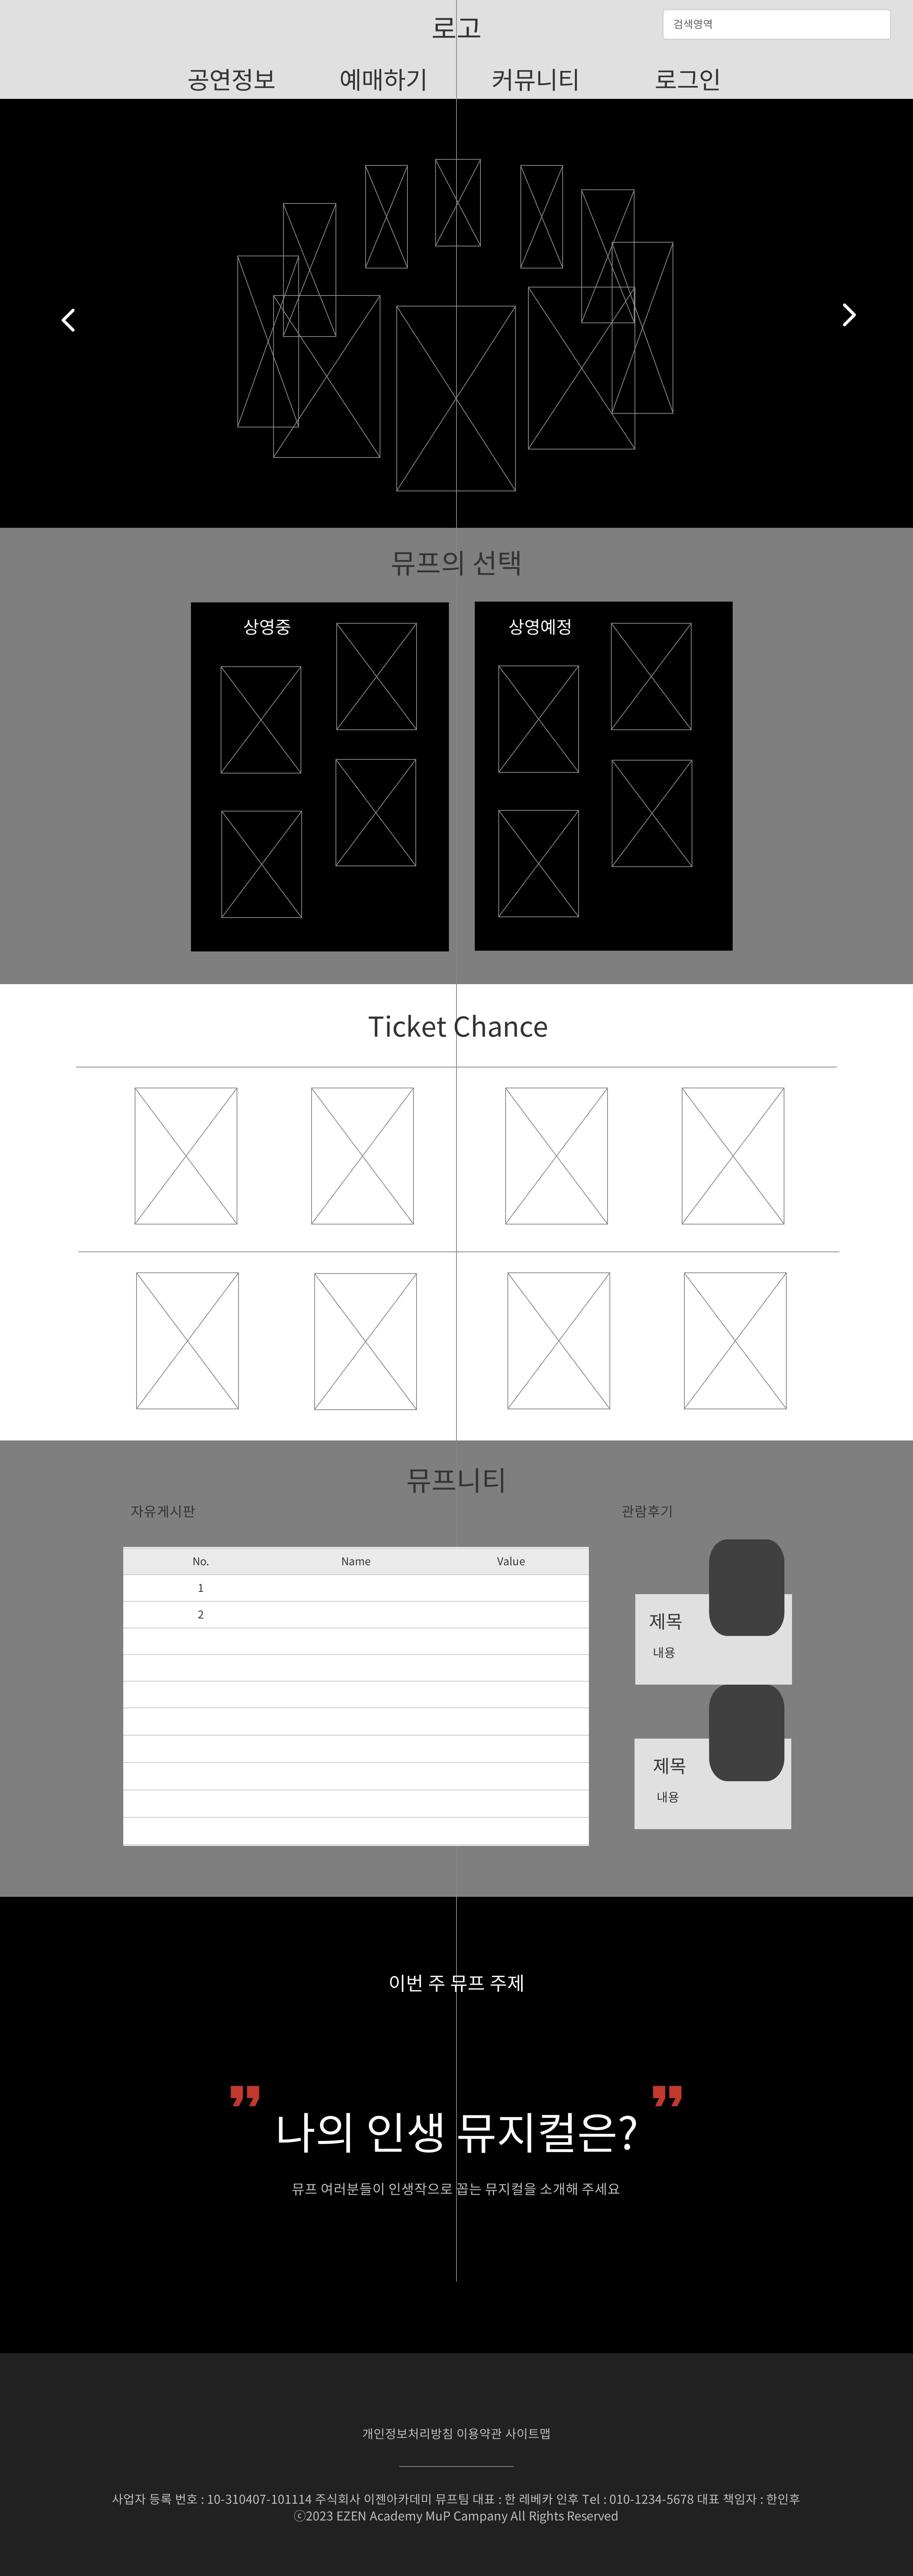 로고
검색영역
공연정보 예매하기 커뮤니티 로그인
뮤프의 선택
상영중
상영예정
Ticket Chance
뮤프니티
자유게시판
관람후기
No. Name Value
1
2
제목
내용
제목
내용
이번 주 뮤프 주제
” 나의 인생 뮤지컬은? ”
뮤프 여러분들이 인생작으로 꼽는 뮤지컬을 소개해 주세요
개인정보처리방침 이용약관 사이트맵
사업자 등록 번호 : 10-310407-101114 주식회사 이젠아카데미 뮤프팀 대표 : 한 레베카 인후 Tel : 010-1234-5678 대표 책임자 : 한인후
ⓒ2023 EZEN Academy MuP Campany All Rights Reserved